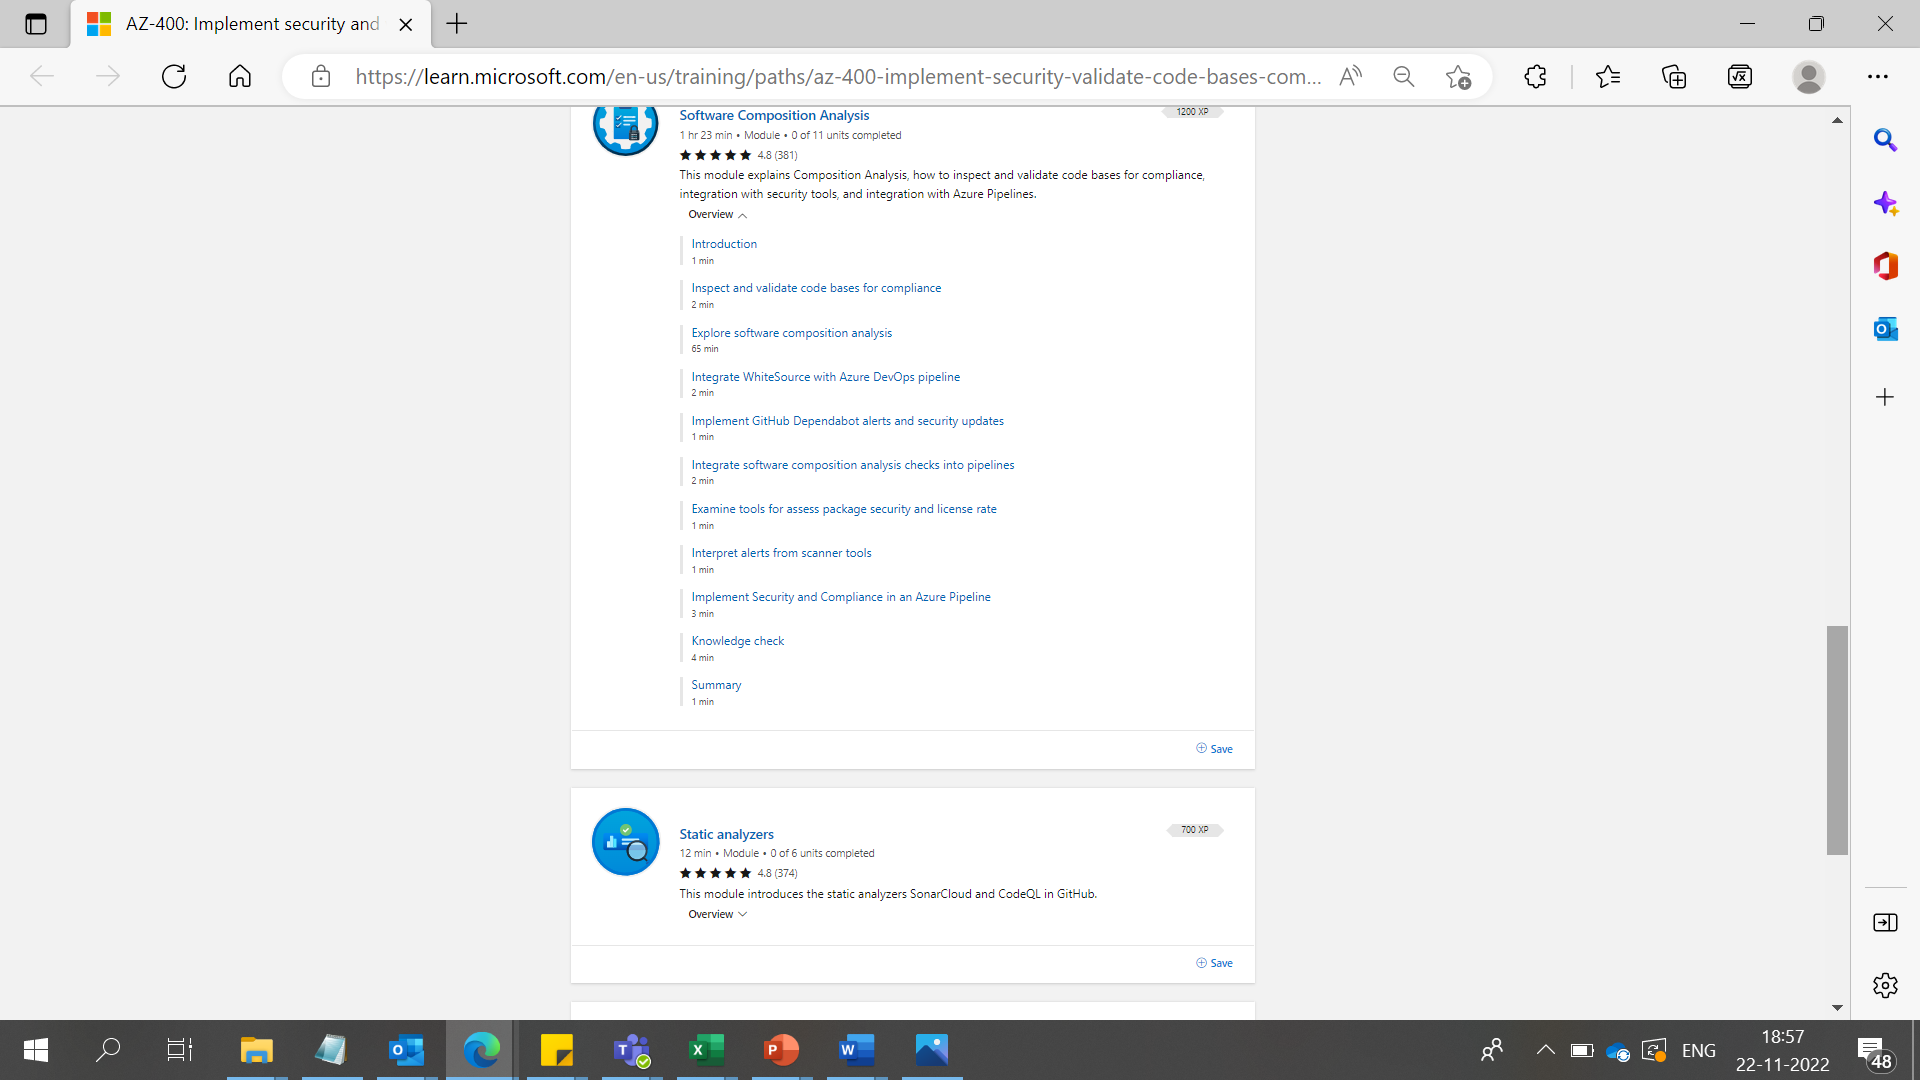 AZ-400: Implement security and
https://learn.microsoft.com/en-us/training/paths/az-400-implement-security-validate-code-bases-com...
Software Composition Analysis
1200 XP
1 hr 23 min • Module • 0 of 11 units completed
4.8 (381)
This module explains Composition Analysis, how to inspect and validate code bases for compliance,
integration with security tools, and integration with Azure Pipelines.
Overview
Introduction
1 min
Inspect and validate code bases for compliance
2 min
Explore software composition analysis
65 min
Integrate WhiteSource with Azure DevOps pipeline
2 min
Implement GitHub Dependabot alerts and security updates
1 min
Integrate software composition analysis checks into pipelines
2 min
Examine tools for assess package security and license rate
1 min
Interpret alerts from scanner tools
1 min
Implement Security and Compliance in an Azure Pipeline
3 min
Knowledge check
4 min
Summary
1 min
Save
Static analyzers
700 XP
12 min • Module • 0 of 6 units completed
4.8 (374)
This module introduces the static analyzers SonarCloud and CodeQL in GitHub.
Overview
Save
ENG
18:57
22-11-2022
48